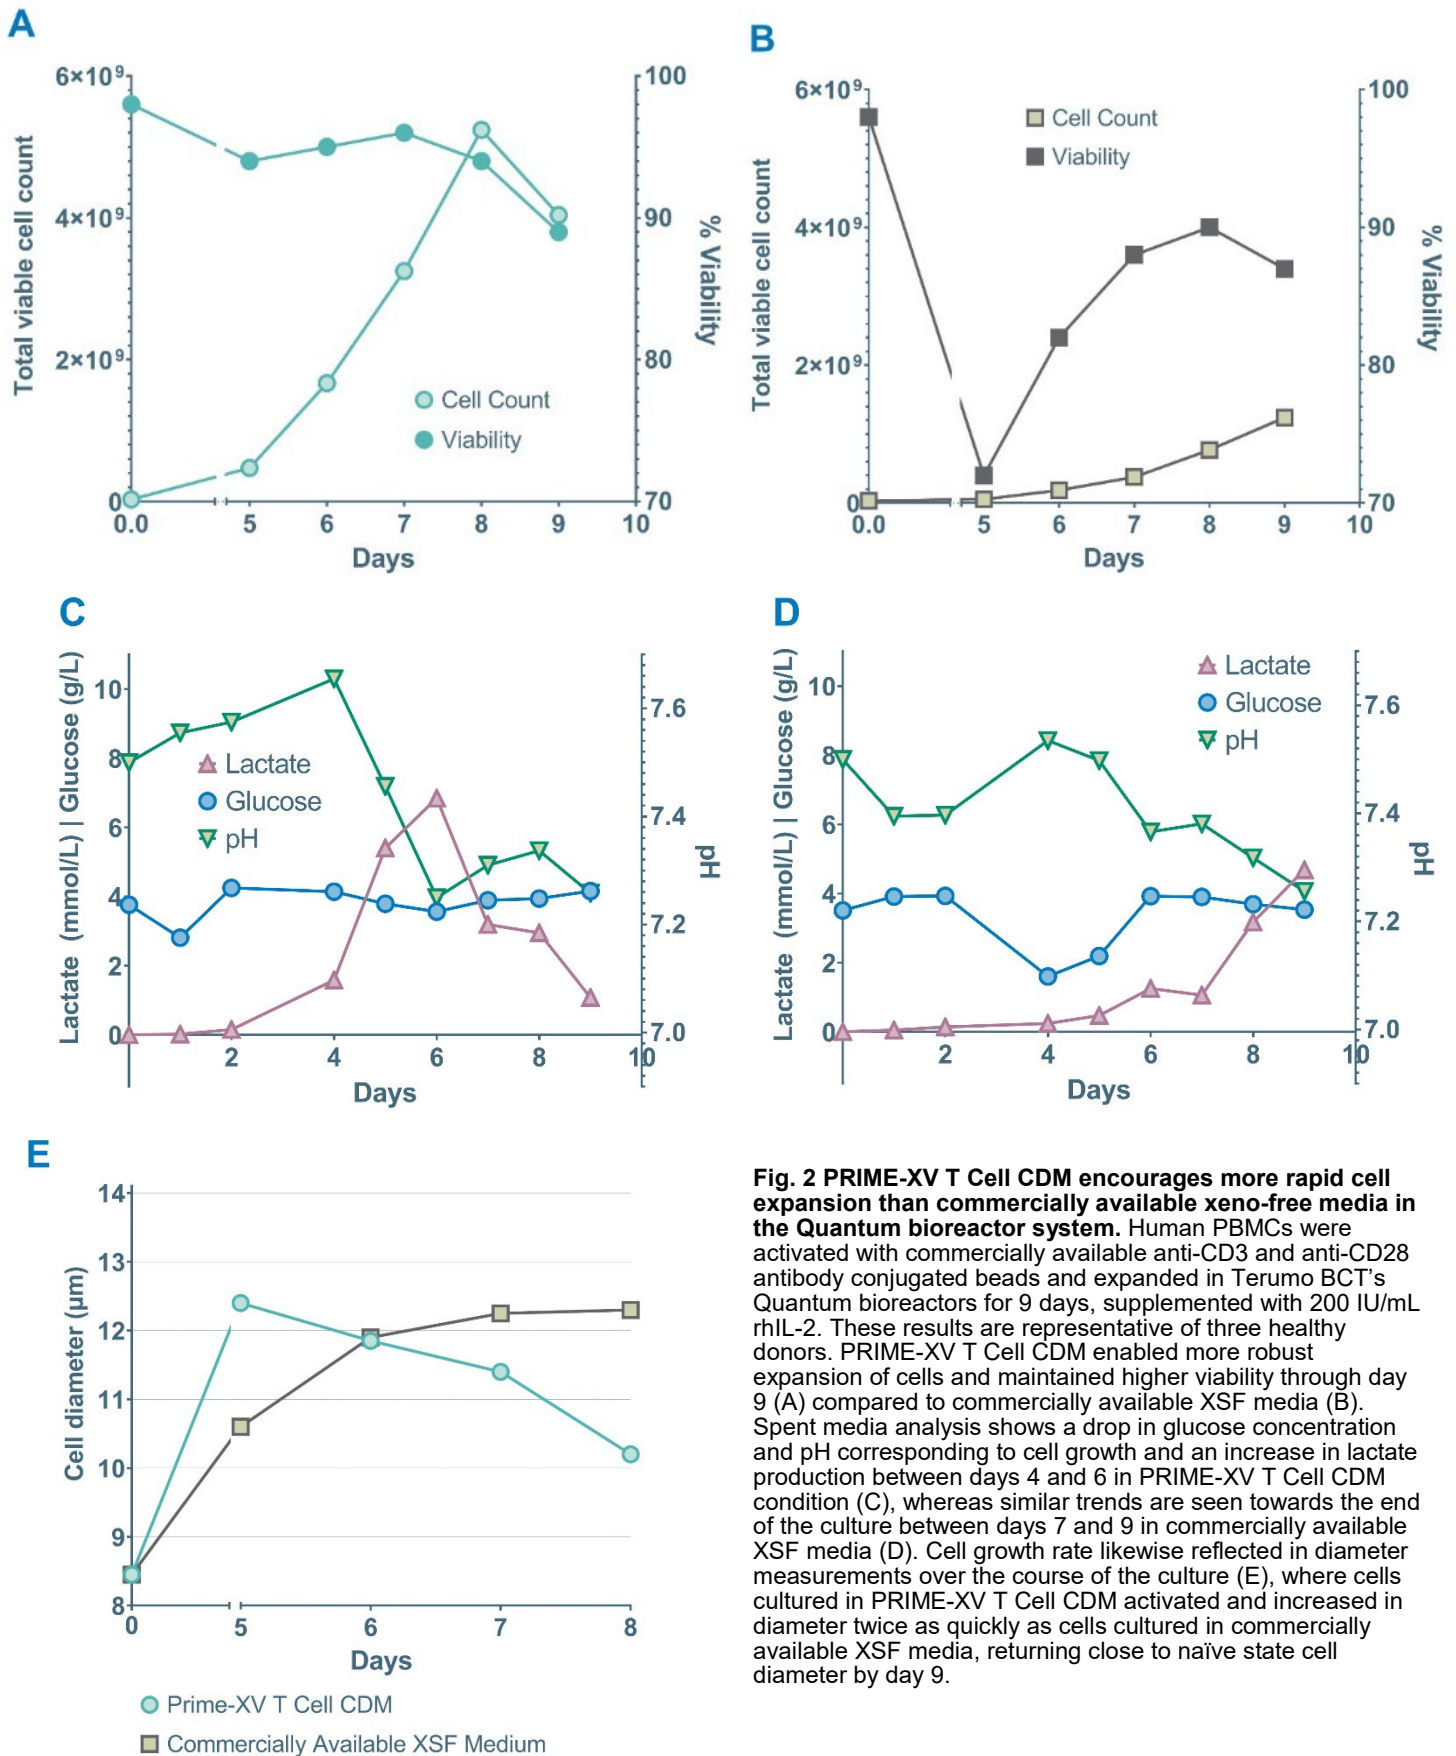 A
6×10⁹
4×10⁹
2×10⁹
0
Total viable cell count
100
90
80
70
% Viability
Cell Count
Viability
0.0 5 6 7 8 9 10
Days
B
6×10⁹
4×10⁹
2×10⁹
0
Total viable cell count
100
90
80
70
% Viability
Cell Count
Viability
0.0 5 6 7 8 9 10
Days
C
Lactate (mmol/L) | Glucose (g/L)
10
8
6
4
2
0
7.6
7.4
7.2
7.0
pH
Lactate
Glucose
pH
2 4 6 8 10
Days
D
Lactate (mmol/L) | Glucose (g/L)
10
8
6
4
2
0
7.6
7.4
7.2
7.0
pH
Lactate
Glucose
pH
2 4 6 8 10
Days
E
Cell diameter (μm)
14
13
12
11
10
9
8
0 5 6 7 8
Days
Prime-XV T Cell CDM
Commercially Available XSF Medium
Fig. 2 PRIME-XV T Cell CDM encourages more rapid cell
expansion than commercially available xeno-free media in
the Quantum bioreactor system. Human PBMCs were
activated with commercially available anti-CD3 and anti-CD28
antibody conjugated beads and expanded in Terumo BCT’s
Quantum bioreactors for 9 days, supplemented with 200 IU/mL
rhIL-2. These results are representative of three healthy
donors. PRIME-XV T Cell CDM enabled more robust
expansion of cells and maintained higher viability through day
9 (A) compared to commercially available XSF media (B).
Spent media analysis shows a drop in glucose concentration
and pH corresponding to cell growth and an increase in lactate
production between days 4 and 6 in PRIME-XV T Cell CDM
condition (C), whereas similar trends are seen towards the end
of the culture between days 7 and 9 in commercially available
XSF media (D). Cell growth rate likewise reflected in diameter
measurements over the course of the culture (E), where cells
cultured in PRIME-XV T Cell CDM activated and increased in
diameter twice as quickly as cells cultured in commercially
available XSF media, returning close to naïve state cell
diameter by day 9.